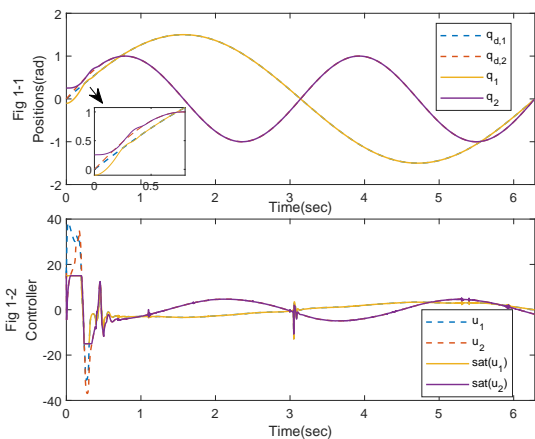 Fig 1-1
Positions(rad)
2
1
0
-1
-2
q_d,1
q_d,2
q_1
q_2
1
0.5
0
0 0.5
0 1 2 3 4 5 6
Time(sec)
Fig 1-2
Controller
40
20
0
-20
-40
u_1
u_2
sat(u_1)
sat(u_2)
0 1 2 3 4 5 6
Time(sec)